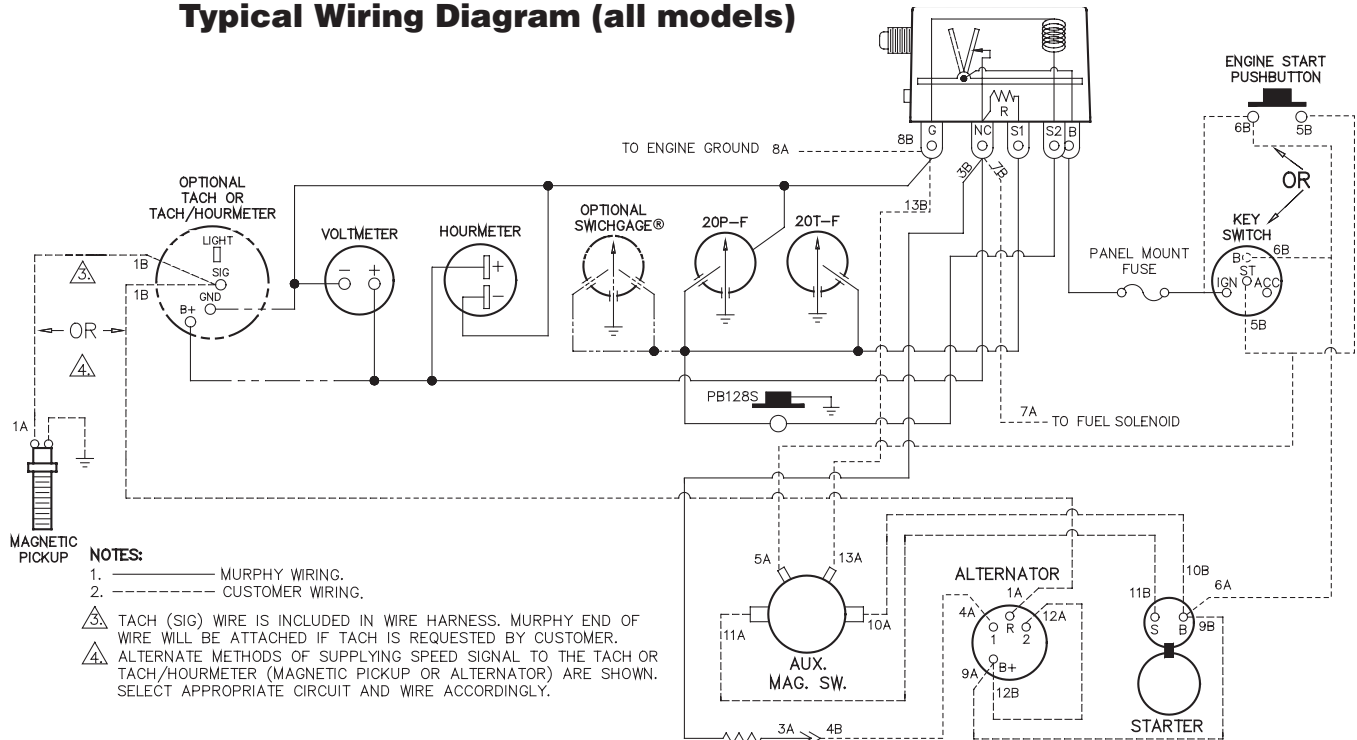 Typical Wiring Diagram (all models)
ENGINE START
PUSHBUTTON
R
G
NC
S1
S2
B
8B
6B
5B
TO ENGINE GROUND 8A
3B
7B
OR
13B
OPTIONAL
TACH OR
TACH/HOURMETER
VOLTMETER
HOURMETER
OPTIONAL
SWICHGAGE®
20P-F
20T-F
KEY
SWITCH
PANEL MOUNT
FUSE
LIGHT
SIG
GND
B+
1B
1B
3.
- +
+
-
B
6B
ST
IGN
ACC
5B
OR
4.
PB128S
7A
TO FUEL SOLENOID
1A
MAGNETIC
PICKUP
NOTES:
1. MURPHY WIRING.
2. CUSTOMER WIRING.
3. TACH (SIG) WIRE IS INCLUDED IN WIRE HARNESS. MURPHY END OF
WIRE WILL BE ATTACHED IF TACH IS REQUESTED BY CUSTOMER.
4. ALTERNATE METHODS OF SUPPLYING SPEED SIGNAL TO THE TACH OR
TACH/HOURMETER (MAGNETIC PICKUP OR ALTERNATOR) ARE SHOWN.
SELECT APPROPRIATE CIRCUIT AND WIRE ACCORDINGLY.
5A
13A
11A
10A
AUX.
MAG. SW.
ALTERNATOR
1A
4A
12A
1
R
2
B+
9A
12B
10B
6A
11B
S
B
9B
STARTER
3A
4B